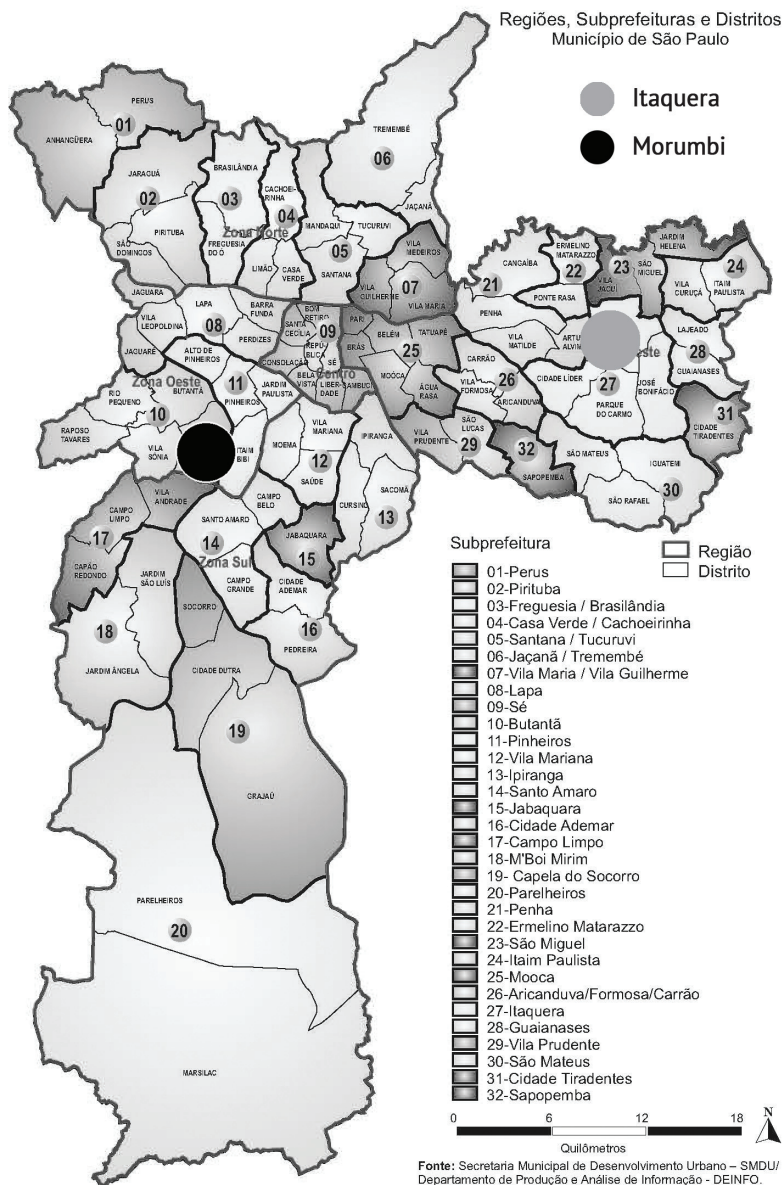 Regiões, Subprefeituras e Distritos
Município de São Paulo
Itaquera
Morumbi
PERUS
01
ANHANGÜERA
TREMEMBÉ
06
JARAGUÁ
02
BRASILÂNDIA
03
CACHOEI-
RINHA
04
Zona Norte
MANDAQUI
TUCURUVI
JAÇANÃ
PIRITUBA
SÃO
DOMINGOS
FREGUESIA
DO Ó
LIMÃO
CASA
VERDE
05
SANTANA
VILA
MEDEIROS
VILA
GUILHERME
07
VILA MARIA
CANGAÍBA
21
PENHA
ERMELINO
MATARAZZO
22
PONTE RASA
VILA
JACUÍ
23
SÃO
MIGUEL
JARDIM
HELENA
VILA
CURUÇÁ
24
ITAIM
PAULISTA
JAGUARA
VILA
LEOPOLDINA
LAPA
08
BARRA
FUNDA
PERDIZES
JAGUARÉ
BOM
RETIRO
SANTA
CECÍLIA
09
REPÚ-
BLICA
SÉ
CONSOLAÇÃO
Centro
BELA
VISTA
LIBER-
DADE
CAMBUCI
PARI
BRÁS
BELÉM
TATUAPÉ
25
MOÓCA
ÁGUA
RASA
VILA
MATILDE
ARTUR
ALVIM
CARRÃO
VILA
FORMOSA
26
ARICANDUVA
CIDADE LÍDER
27
PARQUE
DO CARMO
JOSÉ
BONIFÁCIO
LAJEADO
28
GUAIANASES
31
CIDADE
TIRADENTES
ALTO DE
PINHEIROS
11
PINHEIROS
JARDIM
PAULISTA
Zona Oeste
RIO
PEQUENO
BUTANTÃ
10
RAPOSO
TAVARES
VILA
SÔNIA
ITAIM
BIBI
MOEMA
VILA
MARIANA
12
SAÚDE
IPIRANGA
VILA
PRUDENTE
SÃO
LUCAS
29
32
SAPOPEMBA
SÃO MATEUS
IGUATEMI
SÃO RAFAEL
30
VILA
ANDRADE
CAMPO
LIMPO
17
CAPÃO
REDONDO
SANTO AMARO
14
Zona Sul
CAMPO
BELO
CAMPO
GRANDE
JABAQUARA
15
CURSINO
SACOMÃ
13
CIDADE
ADEMAR
16
PEDREIRA
JARDIM
SÃO LUÍS
SOCORRO
18
JARDIM ÂNGELA
CIDADE DUTRA
19
GRAJAÚ
PARELHEIROS
20
MARSILAC
Subprefeitura
Região
Distrito
01-Perus
02-Pirituba
03-Freguesia / Brasilândia
04-Casa Verde / Cachoeirinha
05-Santana / Tucuruvi
06-Jaçanã / Tremembé
07-Vila Maria / Vila Guilherme
08-Lapa
09-Sé
10-Butantã
11-Pinheiros
12-Vila Mariana
13-Ipiranga
14-Santo Amaro
15-Jabaquara
16-Cidade Ademar
17-Campo Limpo
18-M'Boi Mirim
19- Capela do Socorro
20-Parelheiros
21-Penha
22-Ermelino Matarazzo
23-São Miguel
24-Itaim Paulista
25-Mooca
26-Aricanduva/Formosa/Carrão
27-Itaquera
28-Guaianases
29-Vila Prudente
30-São Mateus
31-Cidade Tiradentes
32-Sapopemba
0 6 12 18
N
Quilômetros
Fonte: Secretaria Municipal de Desenvolvimento Urbano – SMDU/
Departamento de Produção e Análise de Informação - DEINFO.